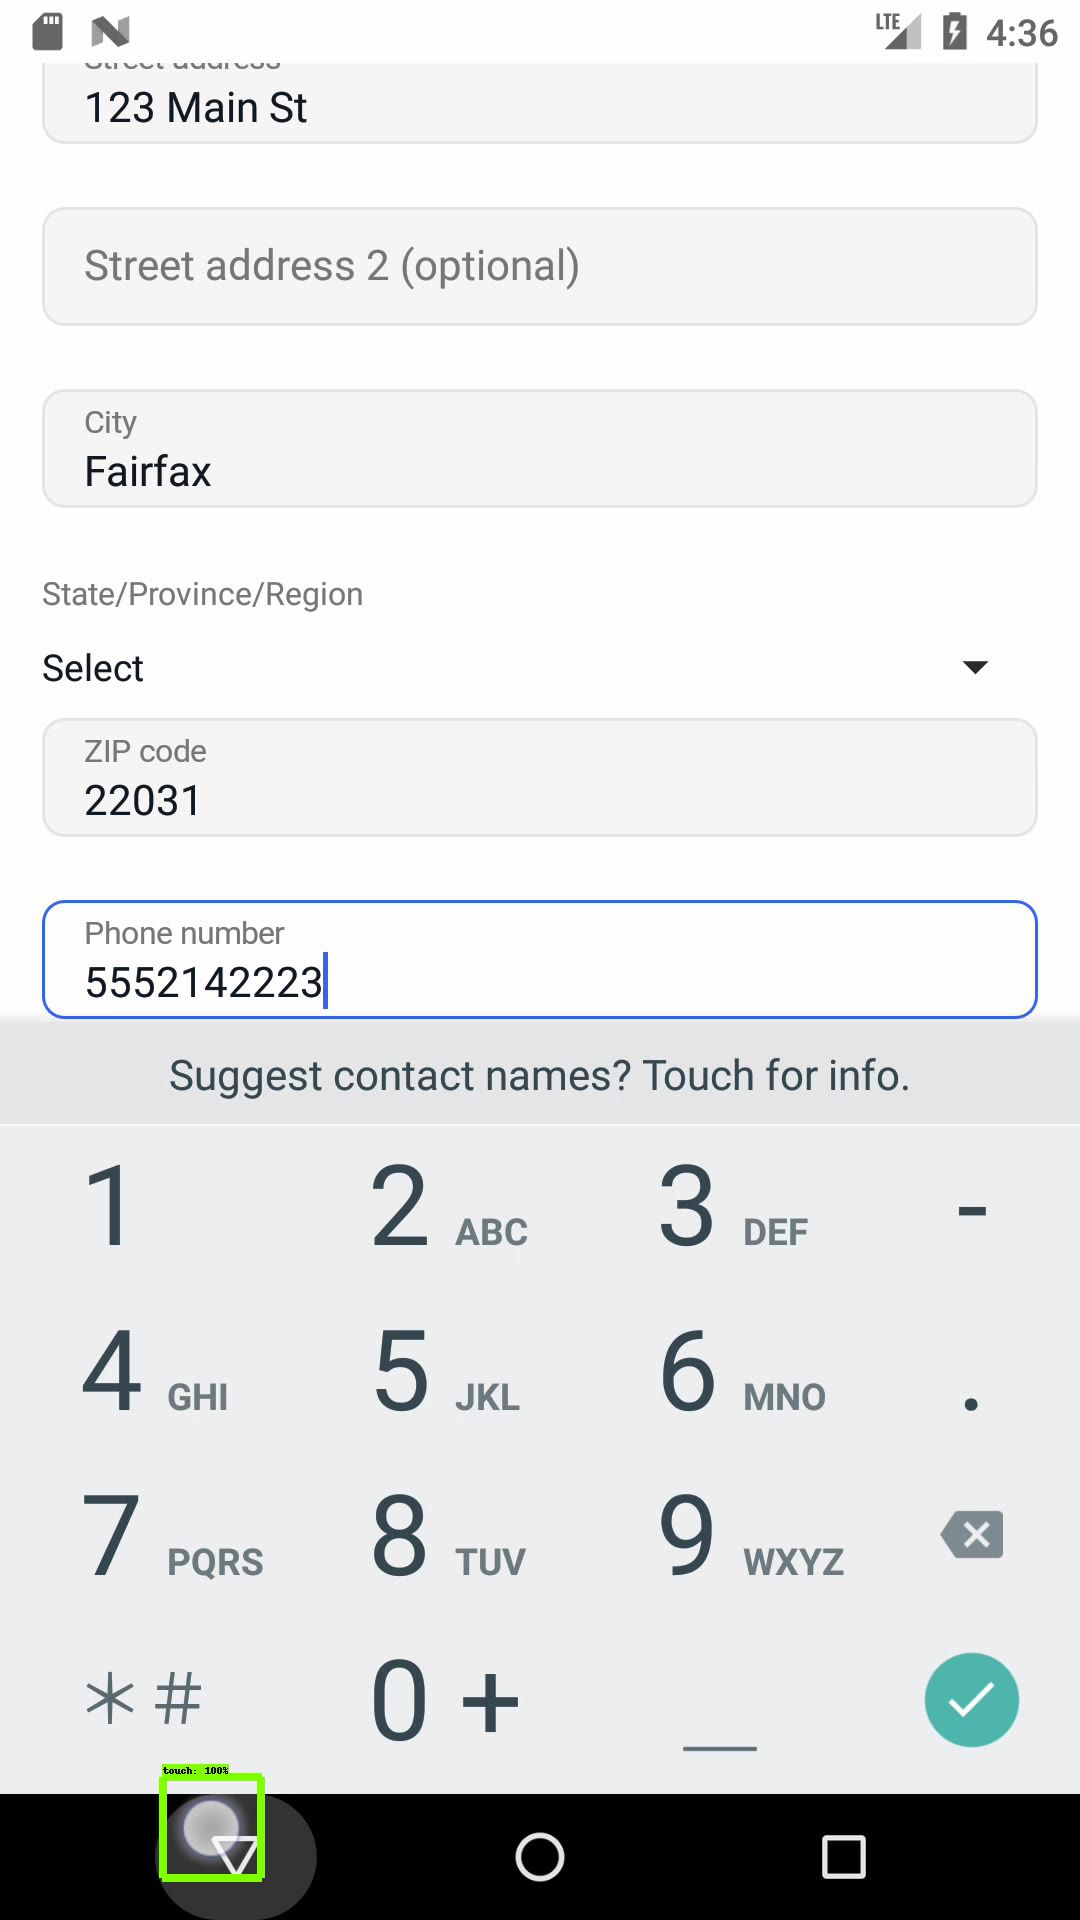 LTE 4:36
Street address
123 Main St
Street address 2 (optional)
City
Fairfax
State/Province/Region
Select
ZIP code
22031
Phone number
5552142223
Suggest contact names? Touch for info.
1 2 ABC 3 DEF -
4 GHI 5 JKL 6 MNO .
7 PQRS 8 TUV 9 WXYZ
*# 0 + _
touch: 100%